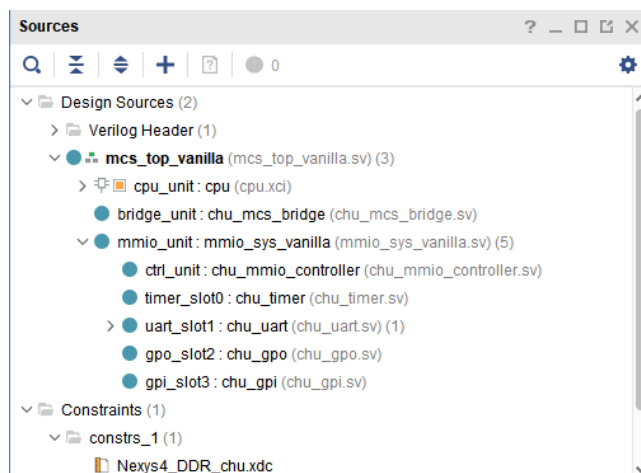 Sources
0
Design Sources (2)
Verilog Header (1)
mcs_top_vanilla (mcs_top_vanilla.sv) (3)
cpu_unit : cpu (cpu.xci)
bridge_unit : chu_mcs_bridge (chu_mcs_bridge.sv)
mmio_unit : mmio_sys_vanilla (mmio_sys_vanilla.sv) (5)
ctrl_unit : chu_mmio_controller (chu_mmio_controller.sv)
timer_slot0 : chu_timer (chu_timer.sv)
uart_slot1 : chu_uart (chu_uart.sv) (1)
gpo_slot2 : chu_gpo (chu_gpo.sv)
gpi_slot3 : chu_gpi (chu_gpi.sv)
Constraints (1)
constrs_1 (1)
Nexys4_DDR_chu.xdc